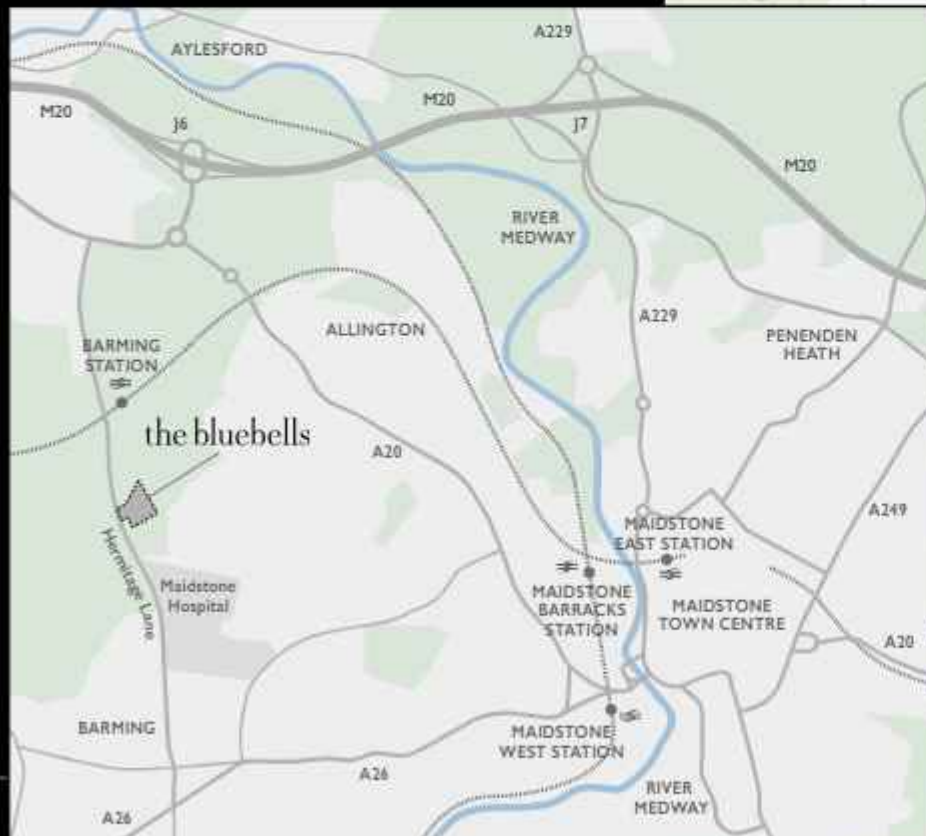 A229
AYLESFORD
M20
M20
J6
J7
M20
RIVER
MEDWAY
A229
ALLINGTON
PENENDEN
HEATH
BARMING
STATION
the bluebells
A20
A249
MAIDSTONE
EAST STATION
Hermitage Lane
Maidstone
Hospital
MAIDSTONE
BARRACKS
STATION
MAIDSTONE
TOWN CENTRE
A20
BARMING
MAIDSTONE
WEST STATION
A26
RIVER
MEDWAY
A26